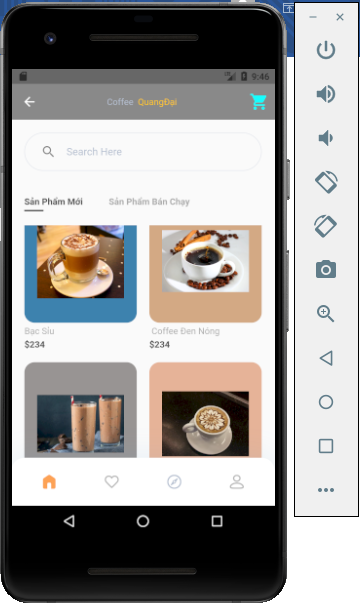 9:46
Coffee QuangĐại
Search Here
Sản Phẩm Mới Sản Phẩm Bán Chạy
Bạc Sỉu Coffee Đen Nóng
$234 $234